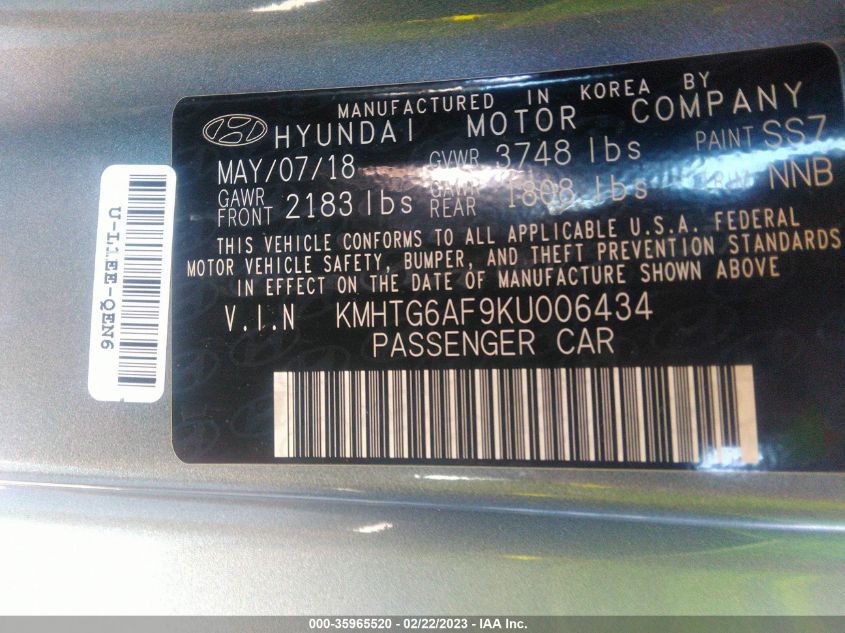 MANUFACTURED IN KOREA BY
HYUNDAI MOTOR COMPANY
MAY/07/18 GVWR 3748 lbs PAINT SS7
GAWR FRONT 2183 lbs GAWR REAR 1808 lbs TRIM NNB
THIS VEHICLE CONFORMS TO ALL APPLICABLE U.S.A. FEDERAL
MOTOR VEHICLE SAFETY, BUMPER, AND THEFT PREVENTION STANDARDS
IN EFFECT ON THE DATE OF MANUFACTURE SHOWN ABOVE
V.I.N KMHTG6AF9KU006434
PASSENGER CAR
U-I1EE-QEN6
000-35965520 - 02/22/2023 - IAA Inc.